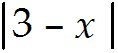 |3 – x|